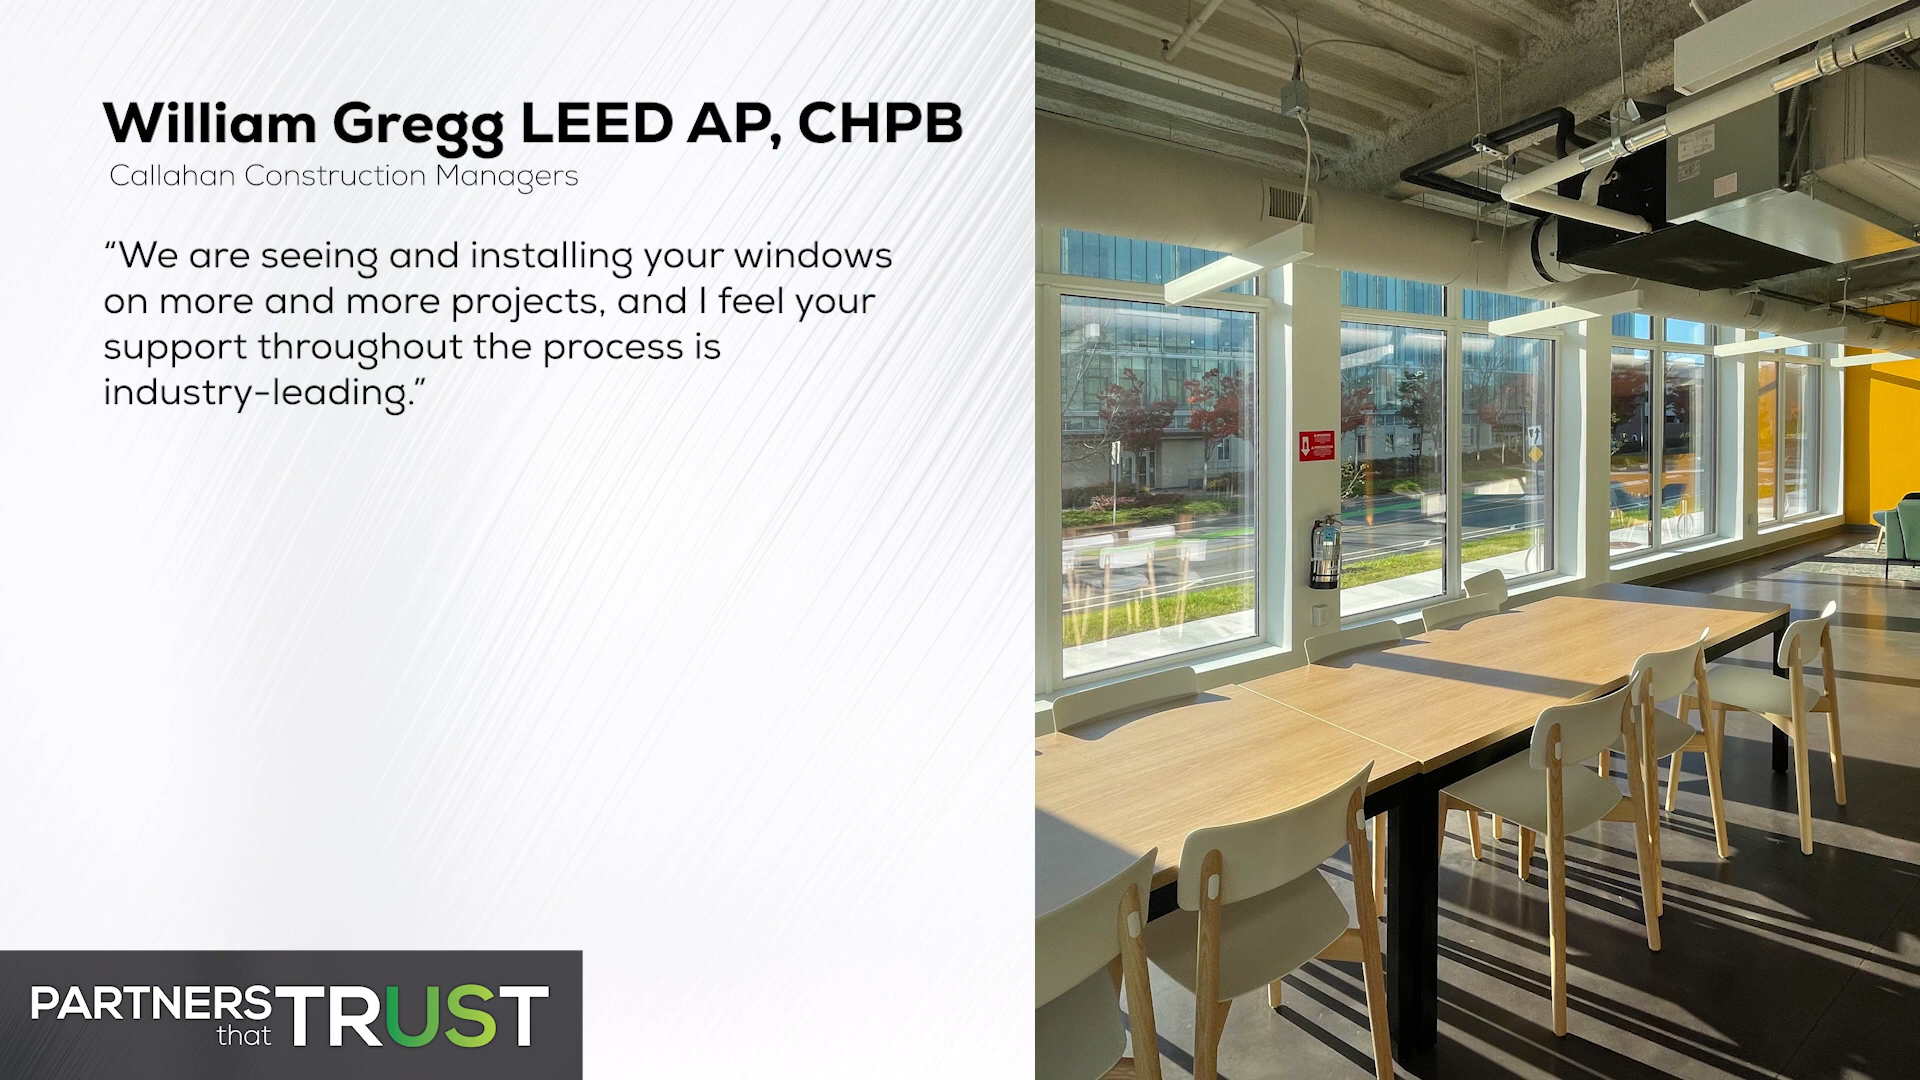 William Gregg LEED AP, CHPB
Callahan Construction Managers
“We are seeing and installing your windows
on more and more projects, and I feel your
support throughout the process is
industry-leading.”
PARTNERS
that
TRUST